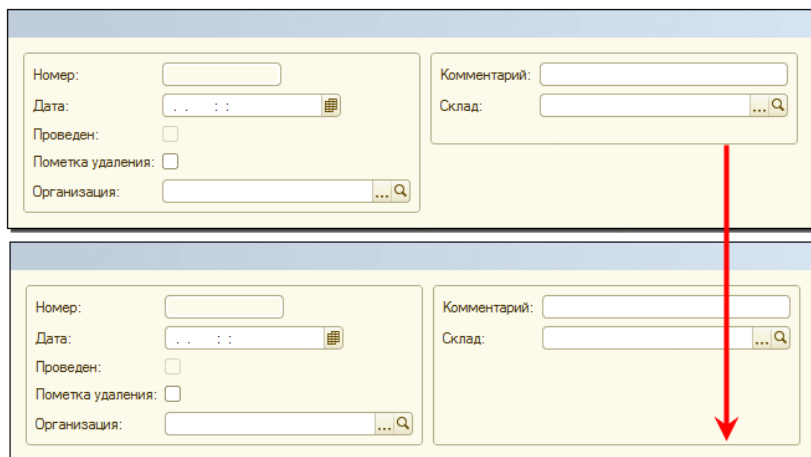 Номер:
Комментарий:
Дата: . . : :
Склад: ...
Проведен:
Пометка удаления:
Организация: ...
Номер:
Комментарий:
Дата: . . : :
Склад: ...
Проведен:
Пометка удаления:
Организация: ...